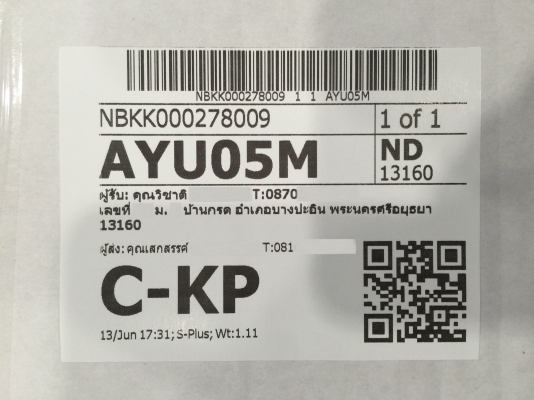 NBKK000278009 1 1 AYU05M
NBKK000278009 1 of 1
AYU05M ND
13160
ผู้รับ: คุณวิชาติ T:0870
เลขที่ ม. บ้านกรด อำเภอบางปะอิน พระนครศรีอยุธยา
13160
ผู้ส่ง: คุณเสกสรรค์ T:081
C-KP
13/Jun 17:31; S-Plus; Wt:1.11